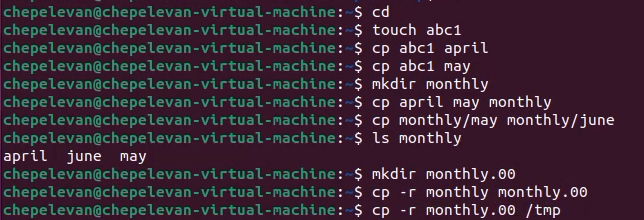 chepelevan@chepelevan-virtual-machine:~$ cd
chepelevan@chepelevan-virtual-machine:~$ touch abc1
chepelevan@chepelevan-virtual-machine:~$ cp abc1 april
chepelevan@chepelevan-virtual-machine:~$ cp abc1 may
chepelevan@chepelevan-virtual-machine:~$ mkdir monthly
chepelevan@chepelevan-virtual-machine:~$ cp april may monthly
chepelevan@chepelevan-virtual-machine:~$ cp monthly/may monthly/june
chepelevan@chepelevan-virtual-machine:~$ ls monthly
april  june  may
chepelevan@chepelevan-virtual-machine:~$ mkdir monthly.00
chepelevan@chepelevan-virtual-machine:~$ cp -r monthly monthly.00
chepelevan@chepelevan-virtual-machine:~$ cp -r monthly.00 /tmp